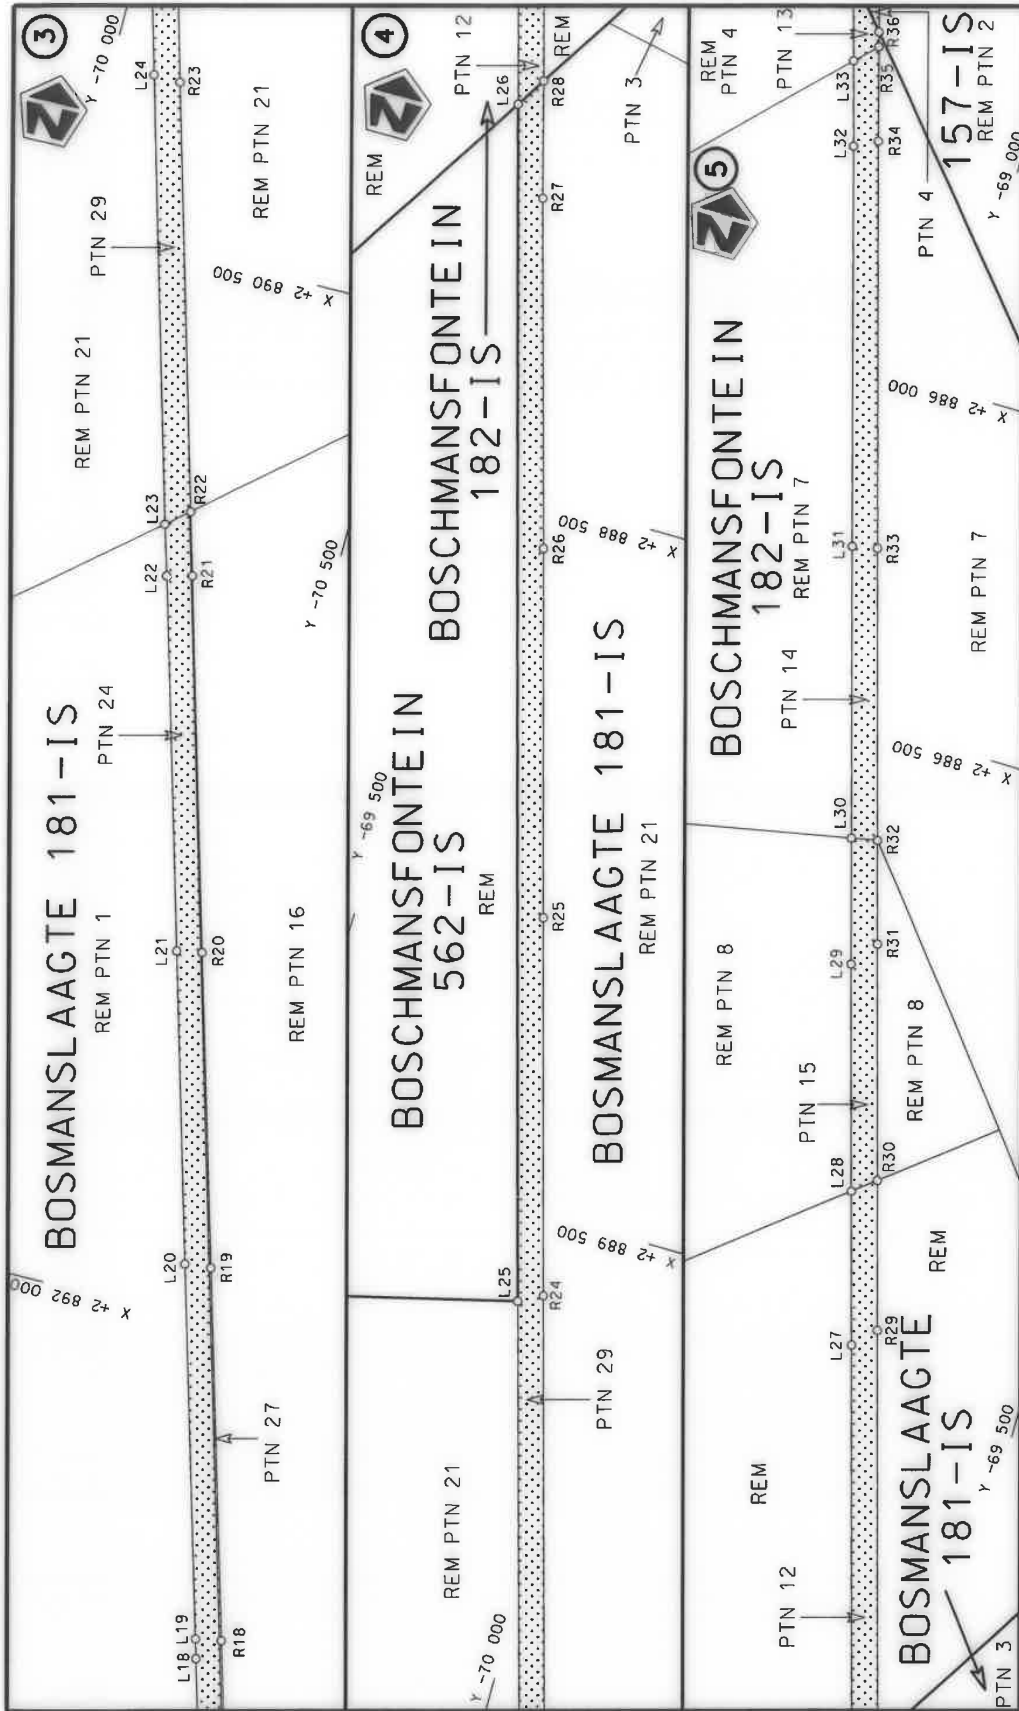 3
N
Y -70 000
L24
R23
PTN 29
REM PTN 21
REM PTN 21
X +2 890 500
L23
R22
L22
R21
Y -70 500
BOSMANSLAAGTE 181-IS
REM PTN 1
PTN 24
L21
R20
REM PTN 16
L20
R19
X +2 892 000
PTN 27
L18 L19
R18
4
N
REM
PTN 12
REM
L26
R28
PTN 3
R27
BOSCHMANSFONTEIN
182-IS
R26
X +2 888 500
Y -69 500
BOSCHMANSFONTEIN
562-IS
REM
R25
BOSMANSLAAGTE 181-IS
REM PTN 21
X +2 889 500
L25
R24
PTN 29
REM PTN 21
Y -70 000
5
N
REM
PTN 4
PTN 13
L33
R36
R35
157-IS
REM PTN 2
L32
R34
PTN 4
Y -69 000
BOSCHMANSFONTEIN
182-IS
REM PTN 7
X +2 886 000
L31
R33
REM PTN 7
PTN 14
X +2 886 500
L30
R32
REM PTN 8
L29
R31
PTN 15
REM PTN 8
L28
R30
REM
L27
R29
REM
BOSMANSLAAGTE
181-IS
Y -69 500
PTN 12
PTN 3